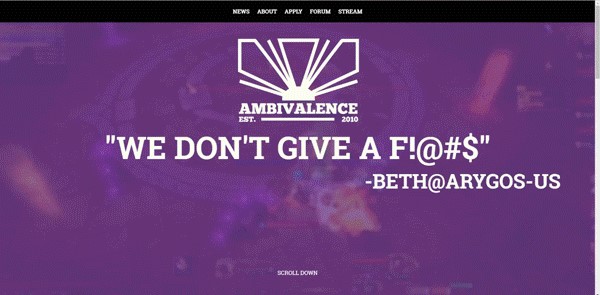 NEWS ABOUT APPLY FORUM STREAM
AMBIVALENCE
EST. 2010
"WE DON'T GIVE A F!@#$"
-BETH@ARYGOS-US
SCROLL DOWN